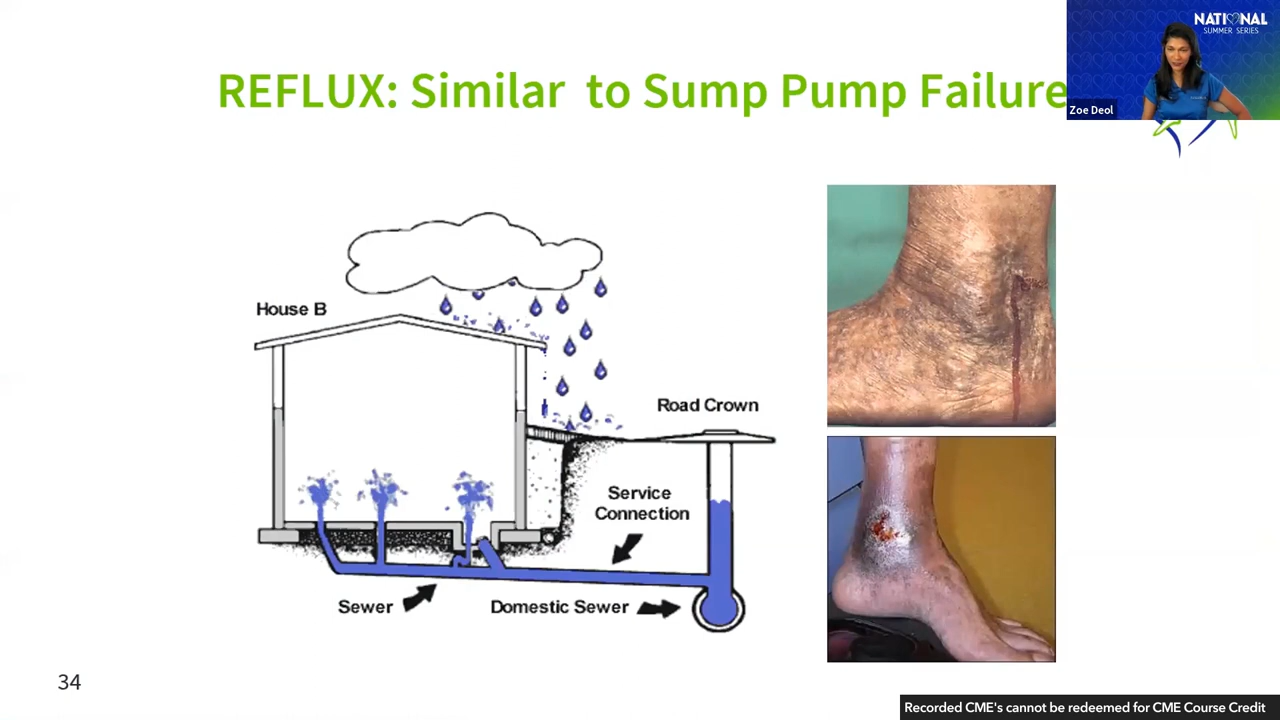 NATIONAL
SUMMER SERIES
Zoe Deol
REFLUX: Similar to Sump Pump Failure
House B
Road Crown
Service
Connection
Sewer
Domestic Sewer
34
Recorded CME's cannot be redeemed for CME Course Credit